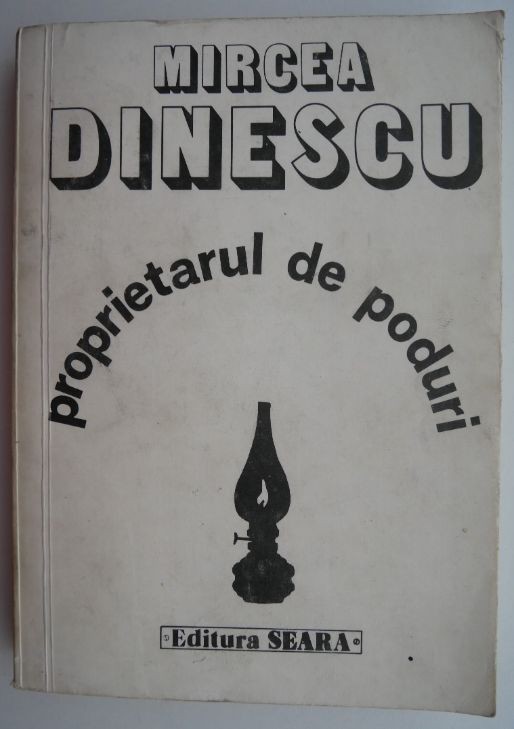 MIRCEA
DINESCU
proprietarul de poduri
Editura SEARA